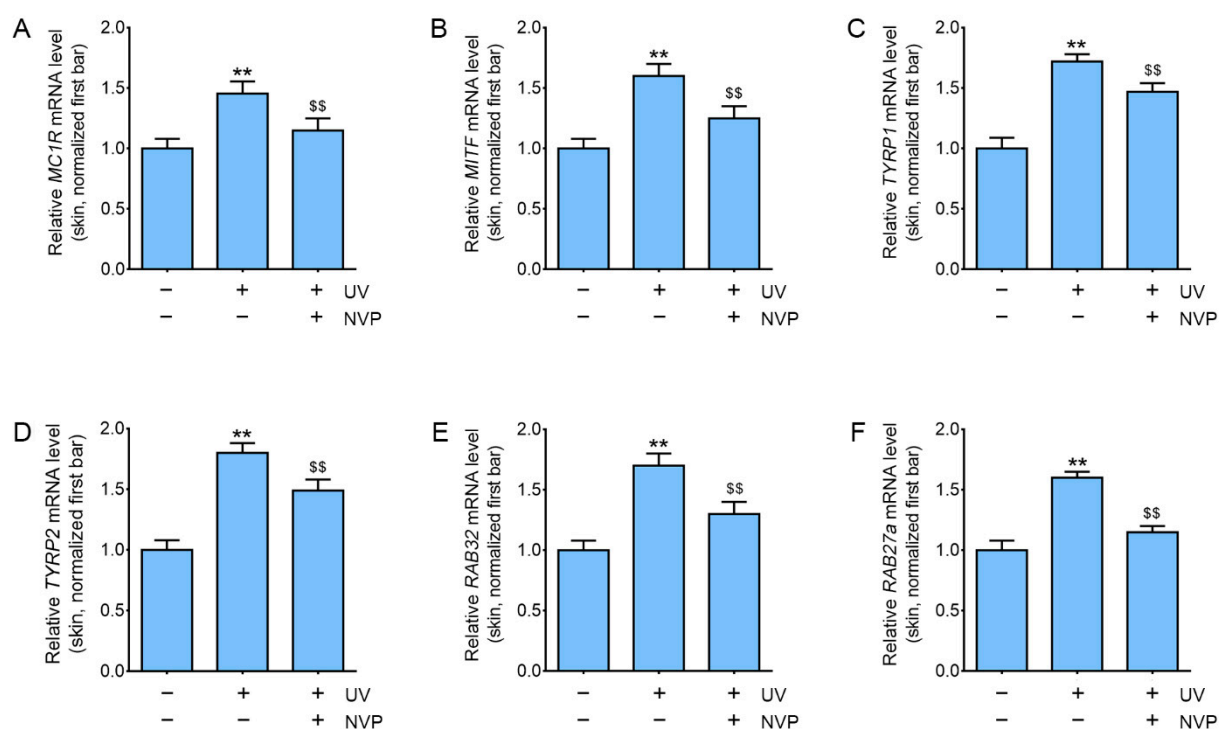 A
Relative MC1R mRNA level
(skin, normalized first bar)
2.0
1.5
1.0
0.5
0.0
**
$$
− + + UV
− − + NVP
B
Relative MITF mRNA level
(skin, normalized first bar)
2.0
1.5
1.0
0.5
0.0
**
$$
− + + UV
− − + NVP
C
Relative TYRP1 mRNA level
(skin, normalized first bar)
2.0
1.5
1.0
0.5
0.0
**
$$
− + + UV
− − + NVP
D
Relative TYRP2 mRNA level
(skin, normalized first bar)
2.0
1.5
1.0
0.5
0.0
**
$$
− + + UV
− − + NVP
E
Relative RAB32 mRNA level
(skin, normalized first bar)
2.0
1.5
1.0
0.5
0.0
**
$$
− + + UV
− − + NVP
F
Relative RAB27a mRNA level
(skin, normalized first bar)
2.0
1.5
1.0
0.5
0.0
**
$$
− + + UV
− − + NVP